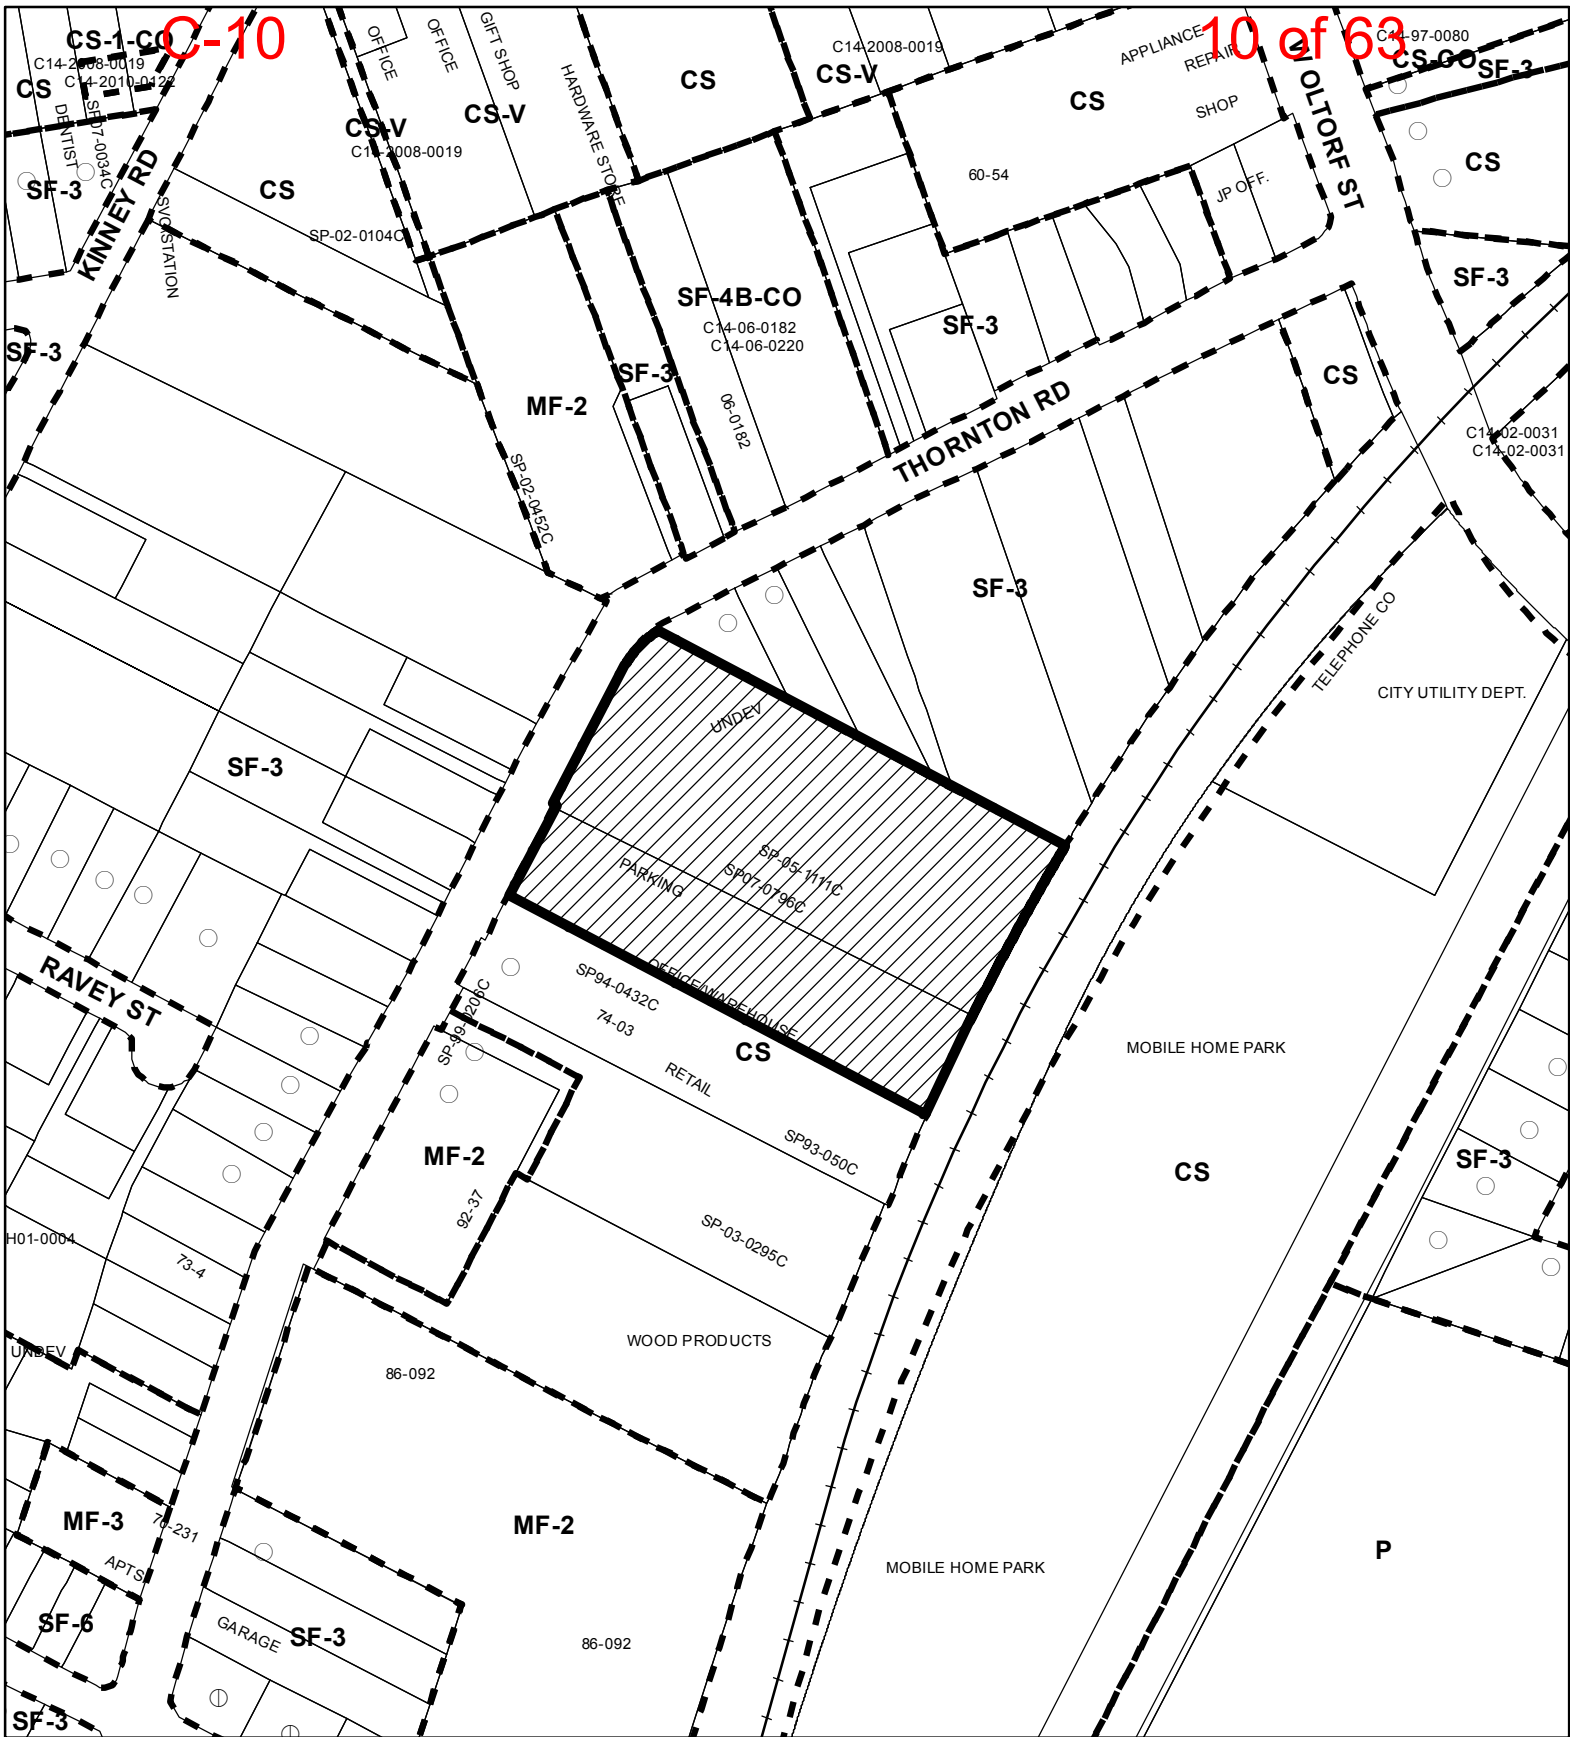 C-10
10 of 63
CS-1-CO
C14-2008-0019
C14-2010-0122
CS
DENTIST
SP07-0034C
SF-3
KINNEY RD
SVC STATION
OFFICE
OFFICE
GIFT SHOP
HARDWARE STORE
CS-V
C14-2008-0019
CS-V
CS
SP-02-0104C
CS
C14-2008-0019
CS-V
APPLIANCE
REPAIR
SHOP
CS
60-54
JP OFF.
W OLTORF ST
C14-97-0080
CS-CO
SF-3
CS
SF-3
SF-3
SF-4B-CO
C14-06-0182
C14-06-0220
06-0182
SF-3
SF-3
MF-2
SP-02-0452C
THORNTON RD
CS
C14-02-0031
C14-02-0031
SF-3
TELEPHONE CO
CITY UTILITY DEPT.
UNDEV
SF-3
SP-05-1111C
SP07-0796C
PARKING
OFFICE/WAREHOUSE
SP94-0432C
74-03
CS
RETAIL
SP93-050C
RAVEY ST
SP-99-0206C
MF-2
92-37
SP-03-0295C
MOBILE HOME PARK
CS
SF-3
H01-0004
73-4
WOOD PRODUCTS
UNDEV
86-092
MF-3
76-231
APTS
MF-2
MOBILE HOME PARK
P
SF-6
GARAGE
SF-3
86-092
SF-3